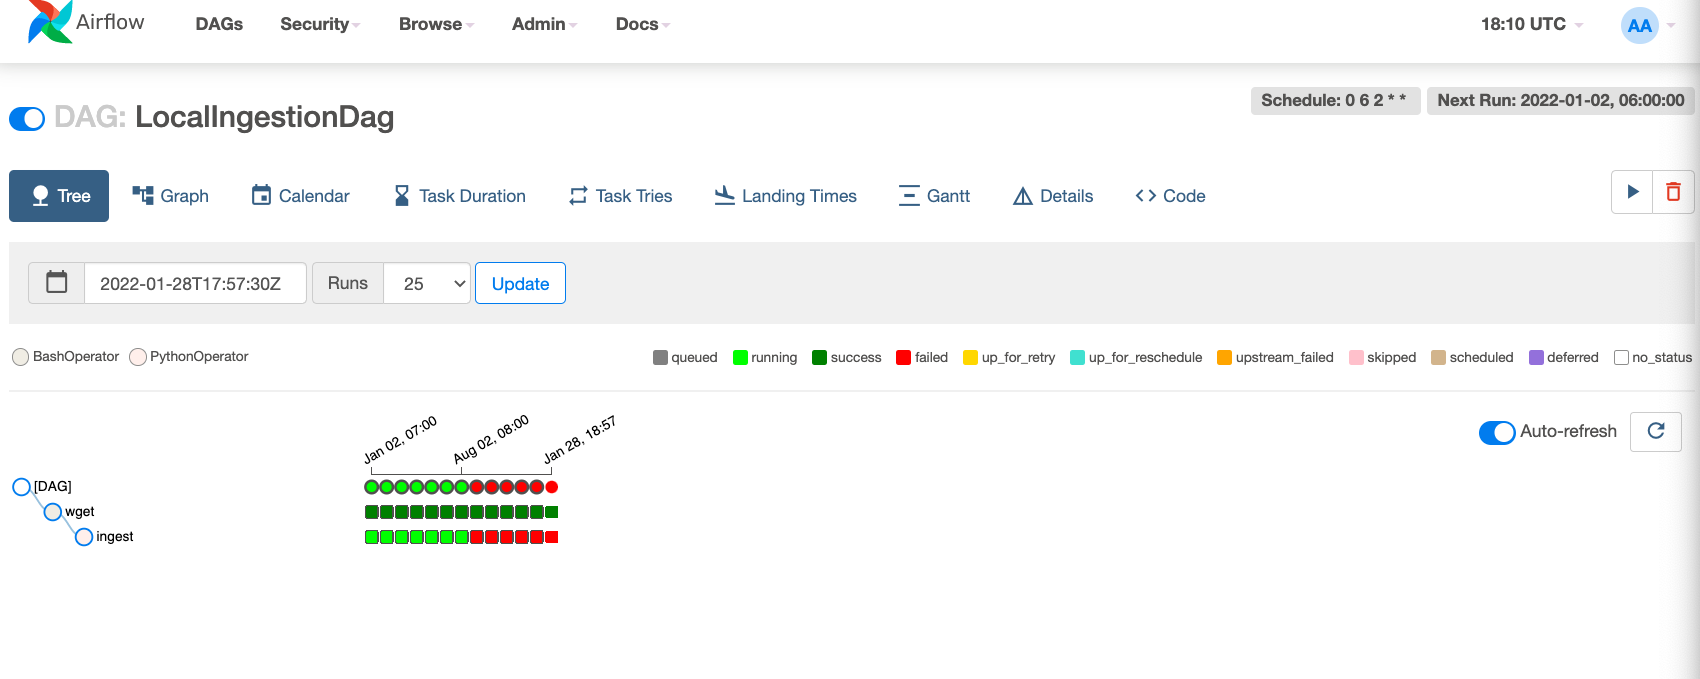 Airflow DAGs Security Browse Admin Docs 18:10 UTC AA
Schedule: 0 6 2 * * Next Run: 2022-01-02, 06:00:00
DAG: LocalIngestionDag
Tree Graph Calendar Task Duration Task Tries Landing Times Gantt Details Code
2022-01-28T17:57:30Z Runs 25 Update
BashOperator PythonOperator queued running success failed up_for_retry up_for_reschedule upstream_failed skipped scheduled deferred no_status
Jan 02, 07:00 Aug 02, 08:00 Jan 28, 18:57
Auto-refresh
[DAG]
wget
ingest